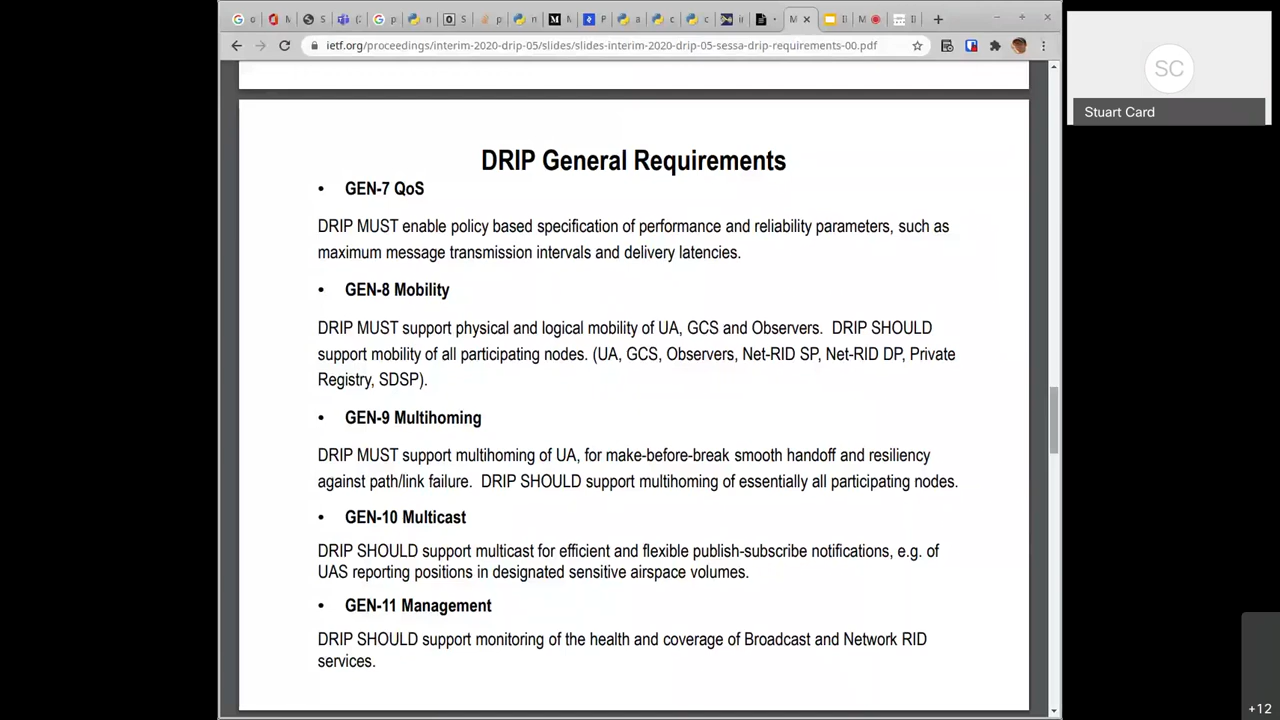 ietf.org/proceedings/interim-2020-drip-05/slides/slides-interim-2020-drip-05-sessa-drip-requirements-00.pdf
SC
Stuart Card
DRIP General Requirements
• GEN-7 QoS
DRIP MUST enable policy based specification of performance and reliability parameters, such as
maximum message transmission intervals and delivery latencies.
• GEN-8 Mobility
DRIP MUST support physical and logical mobility of UA, GCS and Observers. DRIP SHOULD
support mobility of all participating nodes. (UA, GCS, Observers, Net-RID SP, Net-RID DP, Private
Registry, SDSP).
• GEN-9 Multihoming
DRIP MUST support multihoming of UA, for make-before-break smooth handoff and resiliency
against path/link failure. DRIP SHOULD support multihoming of essentially all participating nodes.
• GEN-10 Multicast
DRIP SHOULD support multicast for efficient and flexible publish-subscribe notifications, e.g. of
UAS reporting positions in designated sensitive airspace volumes.
• GEN-11 Management
DRIP SHOULD support monitoring of the health and coverage of Broadcast and Network RID
services.
+12